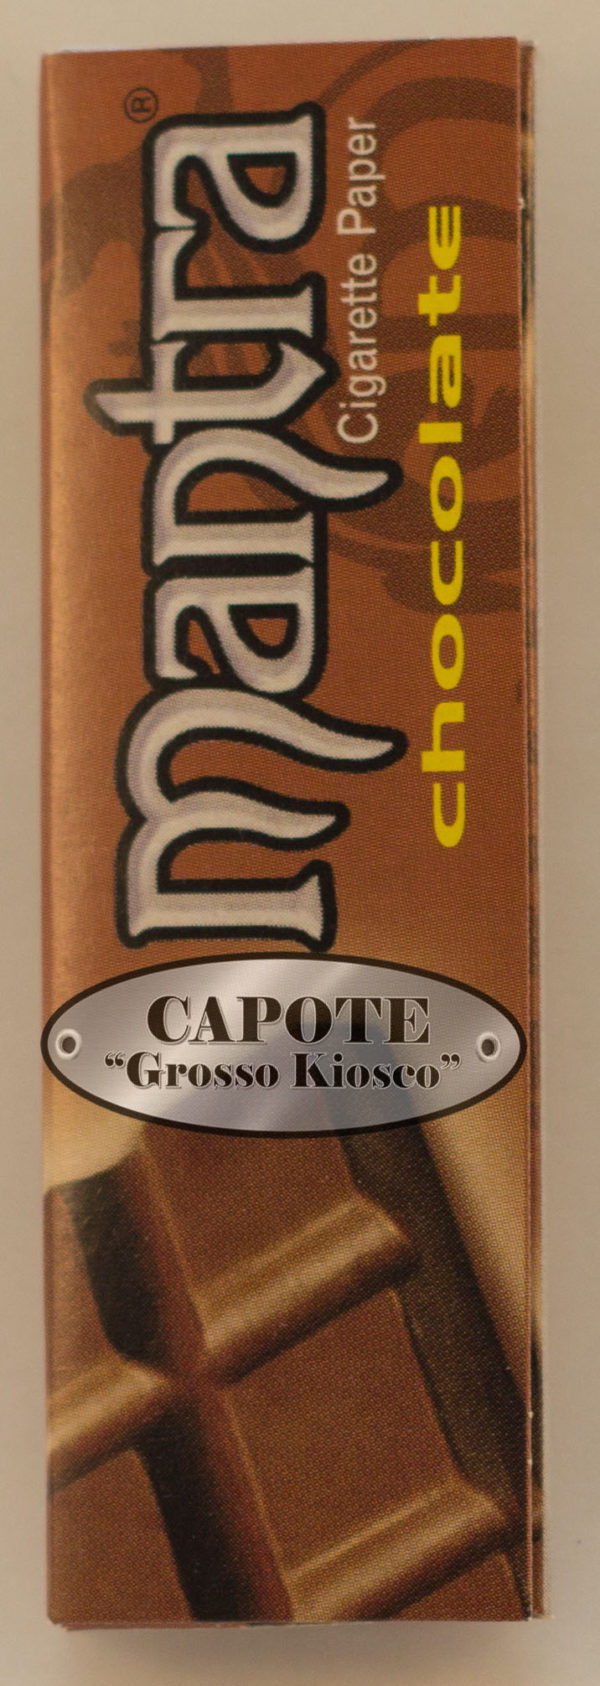 mantra®
Cigarette Paper
chocolate
CAPOTE
“Grosso Kiosco”